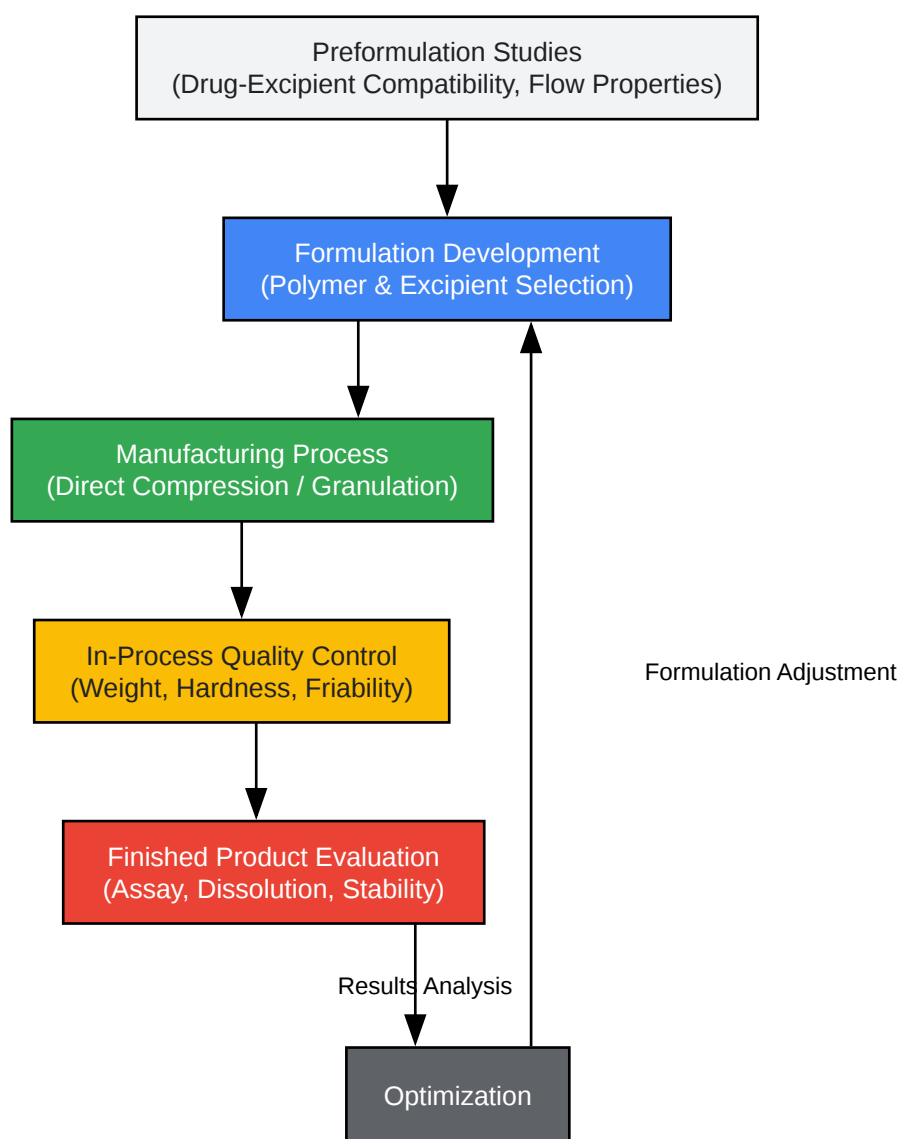 Preformulation Studies
(Drug-Excipient Compatibility, Flow Properties)
Formulation Development
(Polymer & Excipient Selection)
Manufacturing Process
(Direct Compression / Granulation)
In-Process Quality Control
(Weight, Hardness, Friability)
Formulation Adjustment
Finished Product Evaluation
(Assay, Dissolution, Stability)
Results Analysis
Optimization